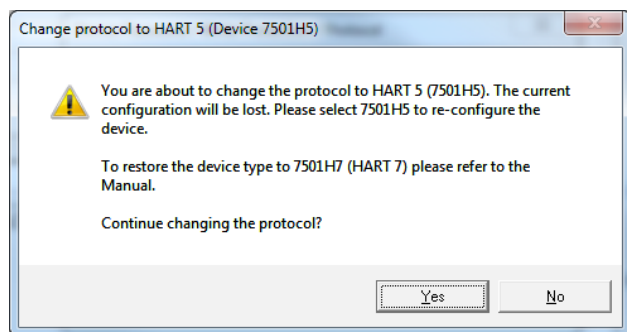 Change protocol to HART 5 (Device 7501H5)
You are about to change the protocol to HART 5 (7501H5). The current
configuration will be lost. Please select 7501H5 to re-configure the
device.
To restore the device type to 7501H7 (HART 7) please refer to the
Manual.
Continue changing the protocol?
Yes
No